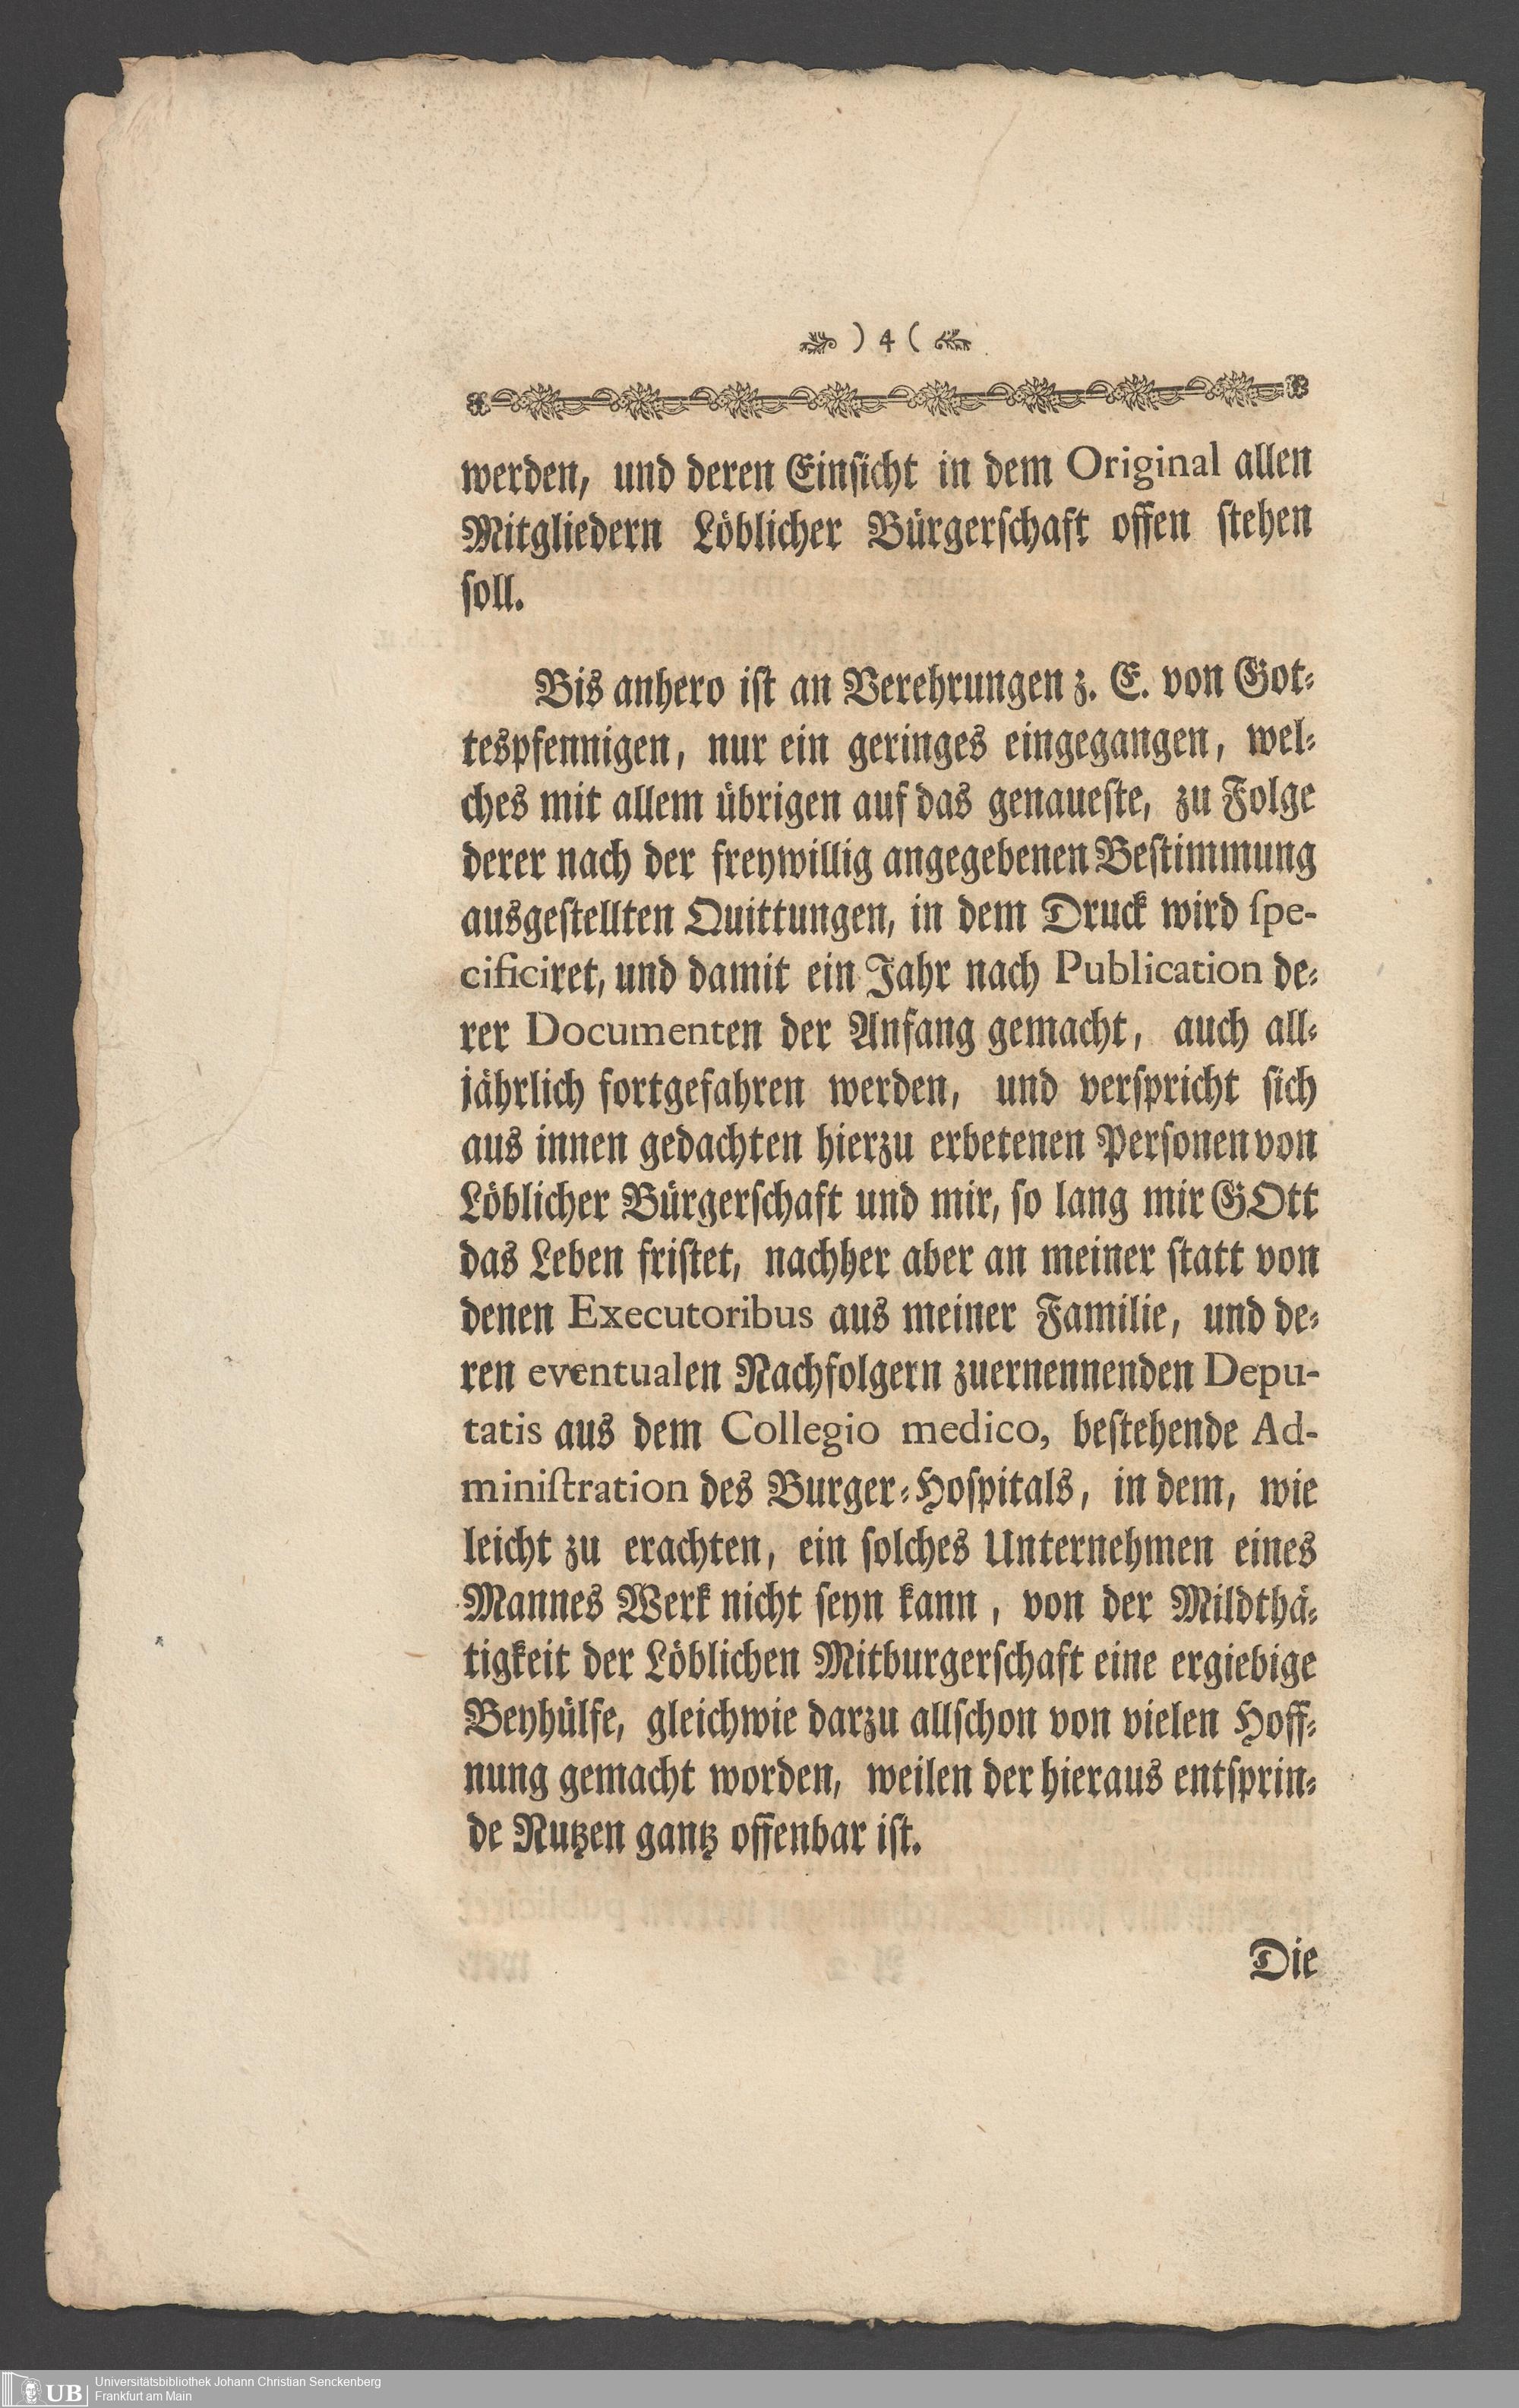 ) 4 (
werden, und deren Einsicht in dem Original allen
Mitgliedern Löblicher Bürgerschaft offen stehen
soll.
Bis anhero ist an Verehrungen z. E. von Got-
tespfennigen, nur ein geringes eingegangen, wel-
ches mit allem übrigen auf das genaueste, zu Folge
derer nach der freywillig angegebenen Bestimmung
ausgestellten Quittungen, in dem Druck wird spe-
cificiret, und damit ein Jahr nach Publication de-
rer Documenten der Anfang gemacht, auch all-
jährlich fortgefahren werden, und verspricht sich
aus innen gedachten hierzu erbetenen Personen von
Löblicher Bürgerschaft und mir, so lang mir GOtt
das Leben fristet, nachher aber an meiner statt von
denen Executoribus aus meiner Familie, und de-
ren eventualen Nachfolgern zuernennenden Depu-
tatis aus dem Collegio medico, bestehende Ad-
ministration des Burger-Hospitals, in dem, wie
leicht zu erachten, ein solches Unternehmen eines
Mannes Werk nicht seyn kann, von der Mildthä-
tigkeit der Löblichen Mitburgerschaft eine ergiebige
Beyhülfe, gleichwie darzu allschon von vielen Hoff-
nung gemacht worden, weilen der hieraus entsprin-
de Nutzen gantz offenbar ist.
Die
UB Universitätsbibliothek Johann Christian Senckenberg
Frankfurt am Main